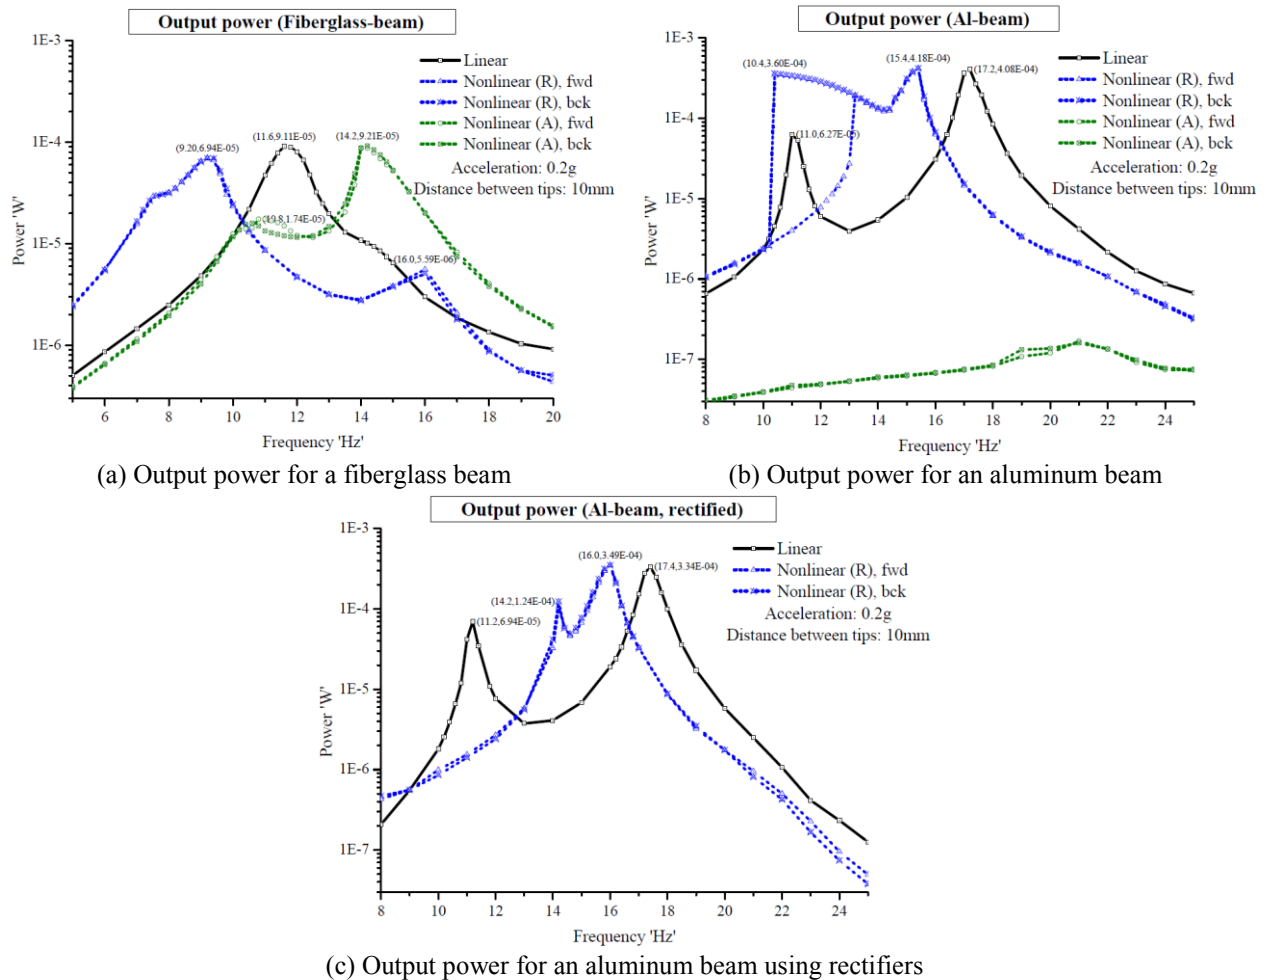 Output power (Fiberglass-beam)
1E-3
1E-4
1E-5
1E-6
Power 'W'
Linear
Nonlinear (R), fwd
Nonlinear (R), bck
Nonlinear (A), fwd
Nonlinear (A), bck
Acceleration: 0.2g
Distance between tips: 10mm
(9.20,6.94E-05)
(11.6,9.11E-05)
(14.2,9.21E-05)
(10.8,1.74E-05)
(16.0,5.59E-06)
6 8 10 12 14 16 18 20
Frequency 'Hz'
(a) Output power for a fiberglass beam
Output power (Al-beam)
1E-3
1E-4
1E-5
1E-6
1E-7
Power 'W'
Linear
Nonlinear (R), fwd
Nonlinear (R), bck
Nonlinear (A), fwd
Nonlinear (A), bck
Acceleration: 0.2g
Distance between tips: 10mm
(10.4,3.60E-04)
(15.4,4.18E-04)
(17.2,4.08E-04)
(11.0,6.27E-05)
8 10 12 14 16 18 20 22 24
Frequency 'Hz'
(b) Output power for an aluminum beam
Output power (Al-beam, rectified)
1E-3
1E-4
1E-5
1E-6
1E-7
Power 'W'
Linear
Nonlinear (R), fwd
Nonlinear (R), bck
Acceleration: 0.2g
Distance between tips: 10mm
(16.0,3.49E-04)
(17.4,3.34E-04)
(14.2,1.24E-04)
(11.2,6.94E-05)
8 10 12 14 16 18 20 22 24
Frequency 'Hz'
(c) Output power for an aluminum beam using rectifiers